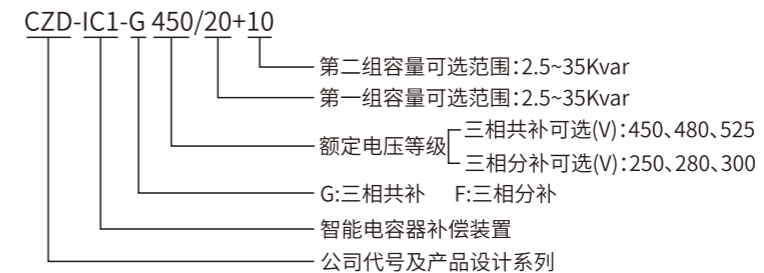 CZD-IC1-G 450/20+10
第二组容量可选范围：2.5~35Kvar
第一组容量可选范围：2.5~35Kvar
额定电压等级
三相共补可选(V)：450、480、525
三相分补可选(V)：250、280、300
G:三相共补 F:三相分补
智能电容器补偿装置
公司代号及产品设计系列